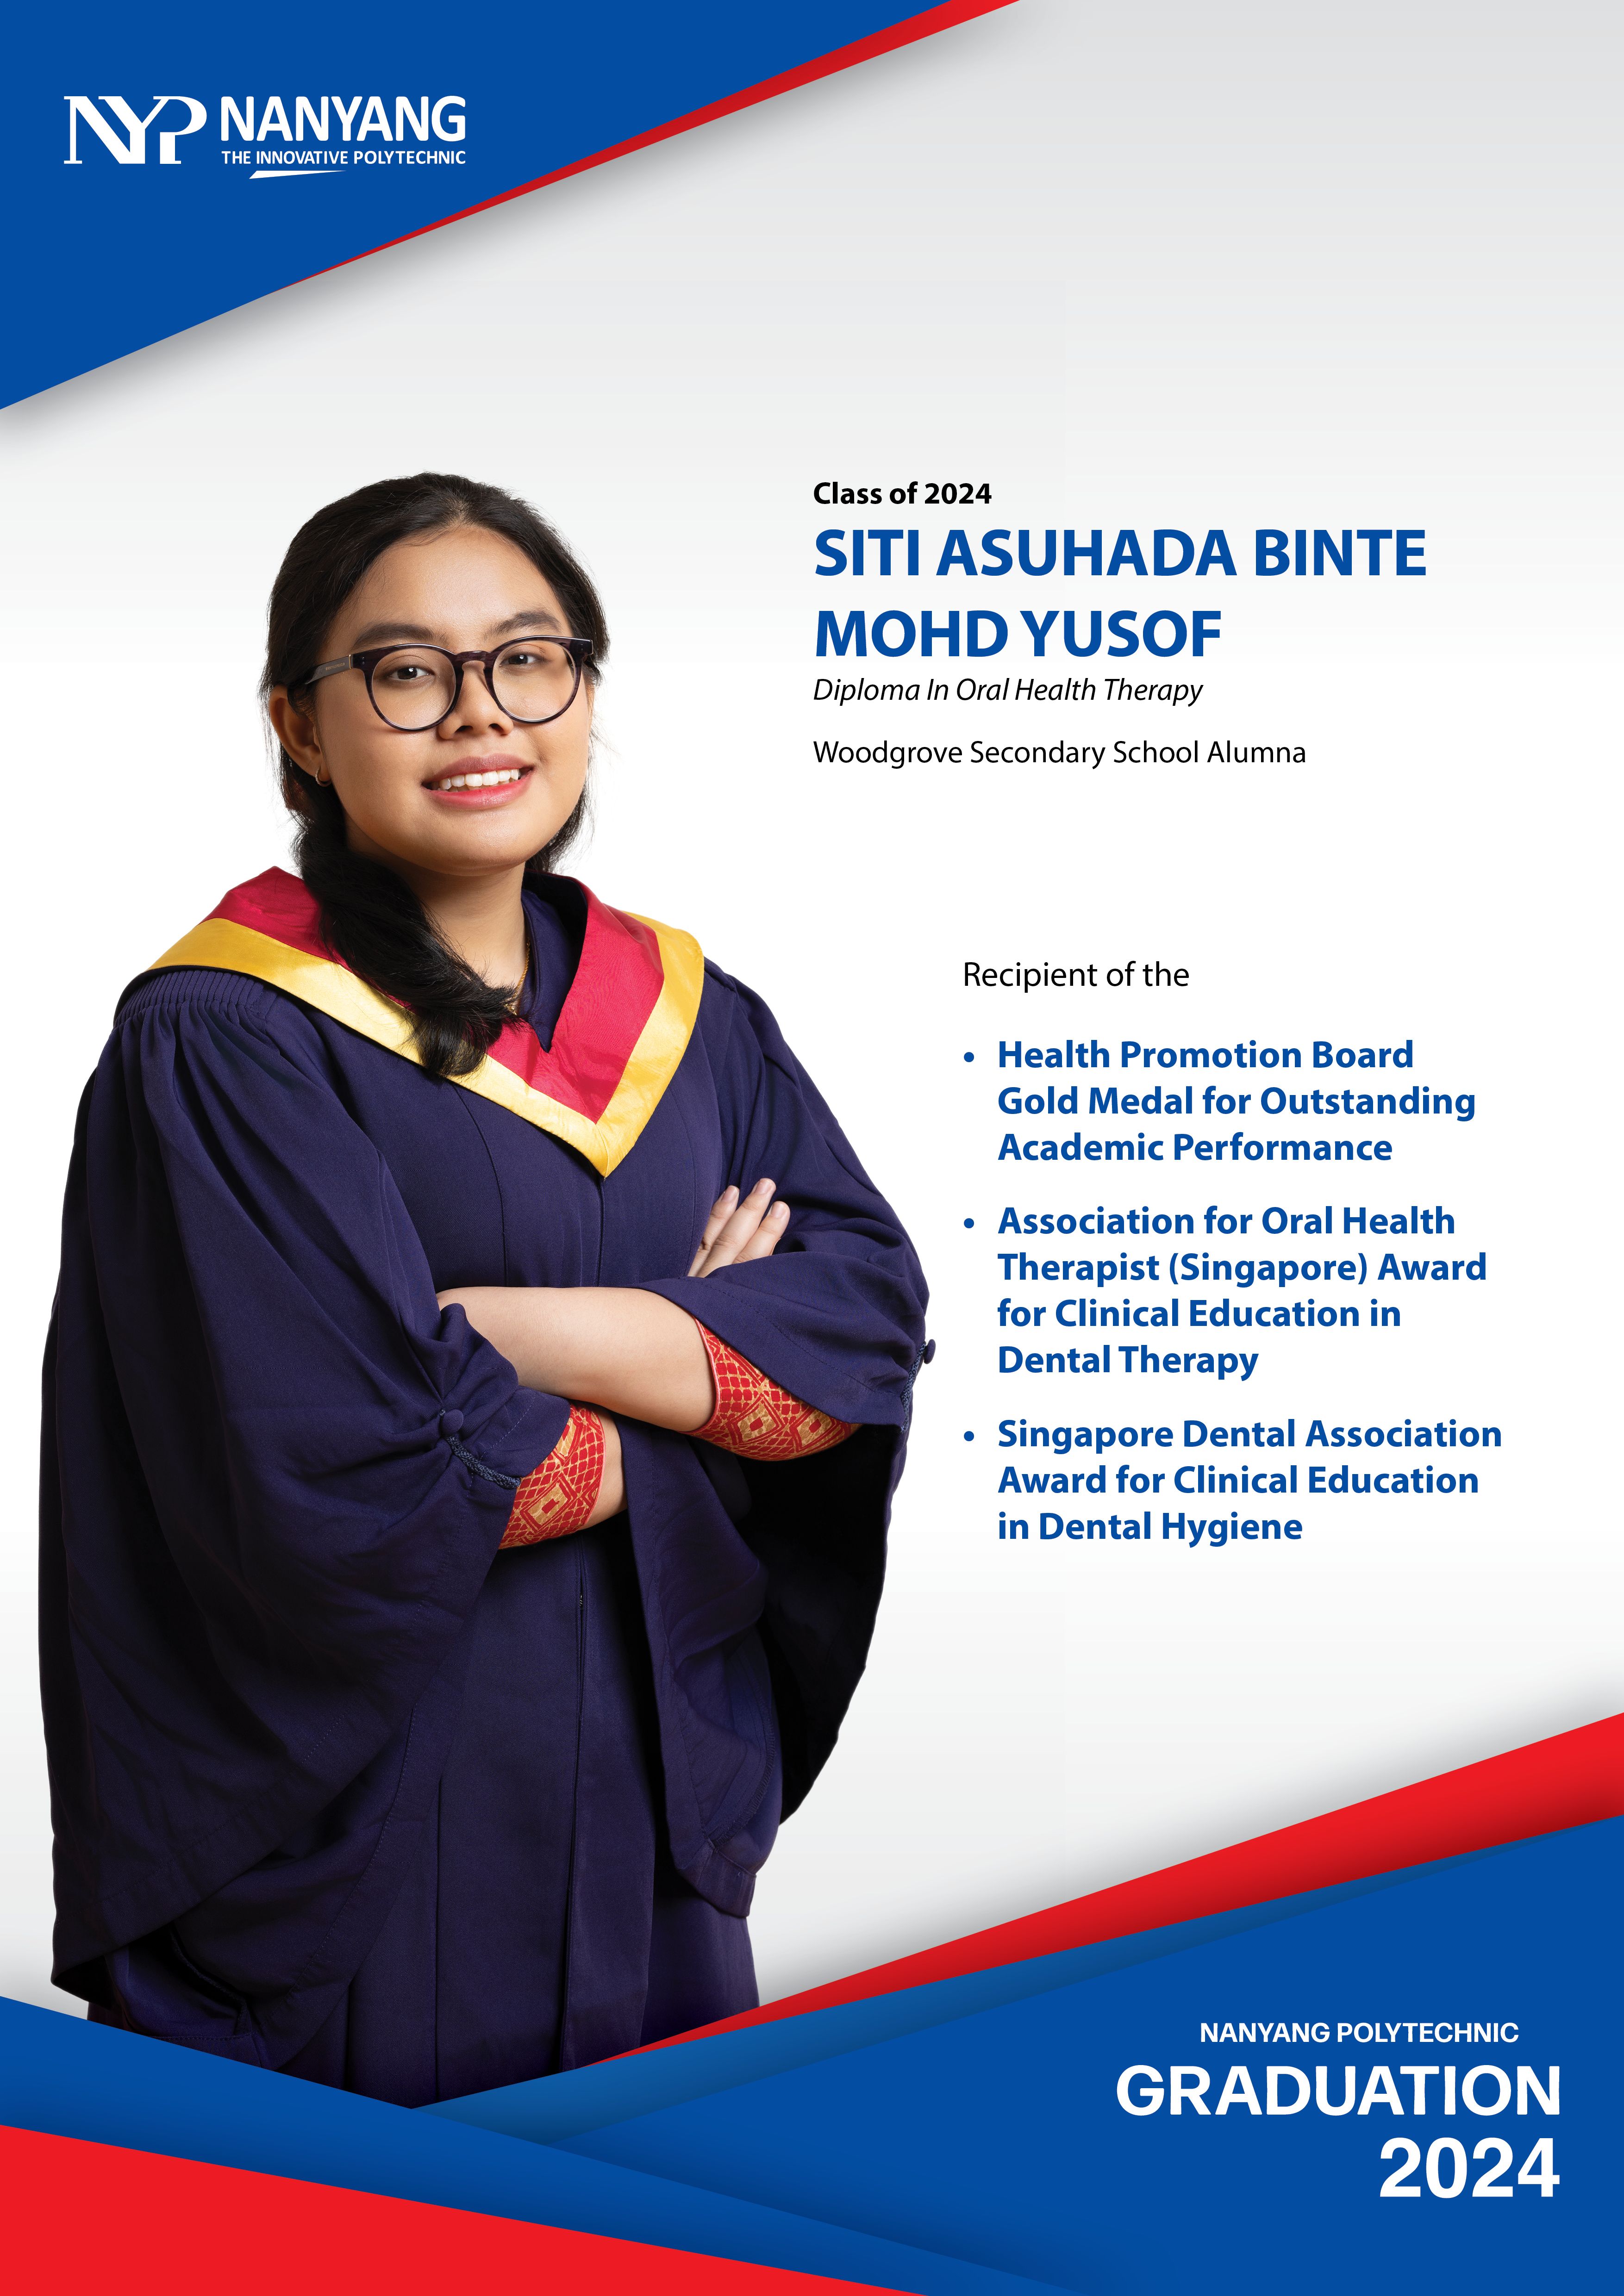 NYP NANYANG
THE INNOVATIVE POLYTECHNIC
Class of 2024
SITI ASUHADA BINTE
MOHD YUSOF
Diploma In Oral Health Therapy
Woodgrove Secondary School Alumna
Recipient of the
• Health Promotion Board
Gold Medal for Outstanding
Academic Performance
• Association for Oral Health
Therapist (Singapore) Award
for Clinical Education in
Dental Therapy
• Singapore Dental Association
Award for Clinical Education
in Dental Hygiene
NANYANG POLYTECHNIC
GRADUATION
2024